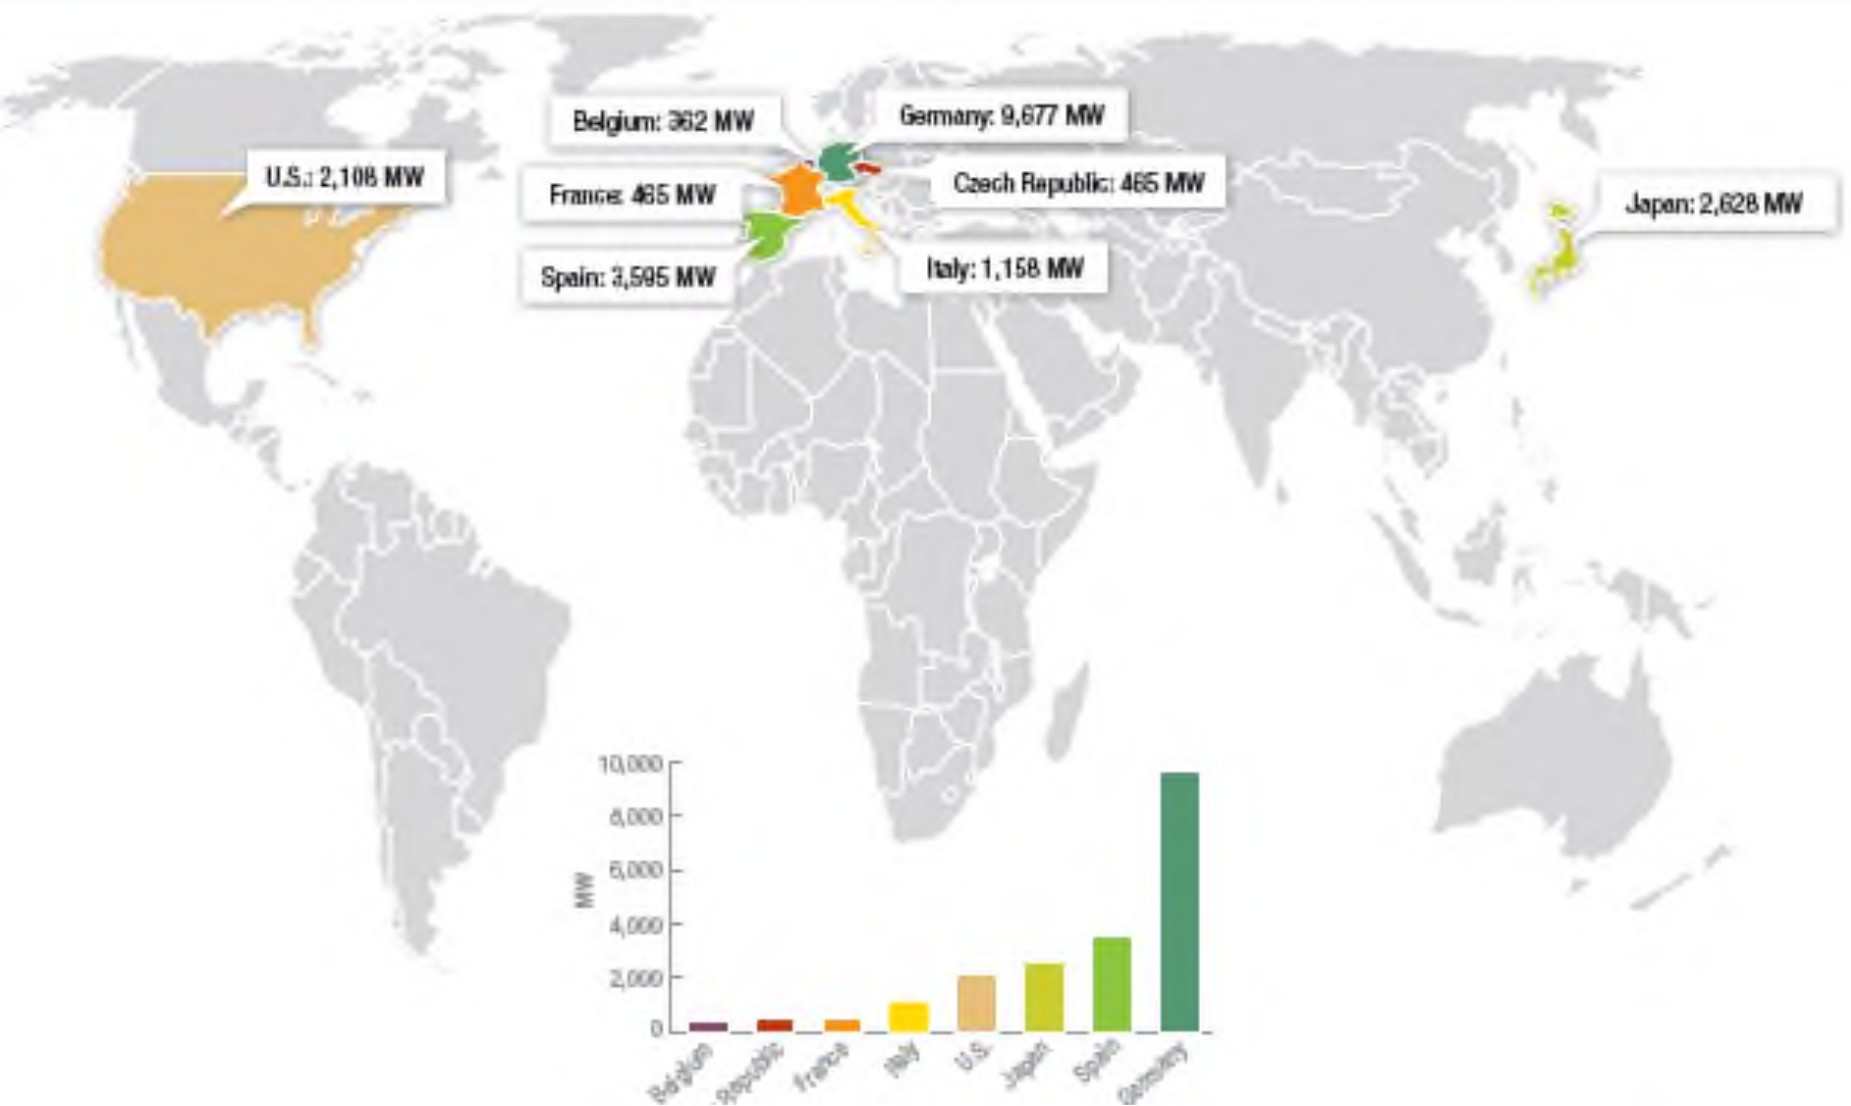 Belgium: 362 MW
Germany: 9,677 MW
U.S.: 2,108 MW
France: 465 MW
Czech Republic: 465 MW
Japan: 2,628 MW
Spain: 3,595 MW
Italy: 1,158 MW
10,000
8,000
6,000
4,000
2,000
0
MW
Belgium
Republic
France
Italy
U.S.
Japan
Spain
Germany